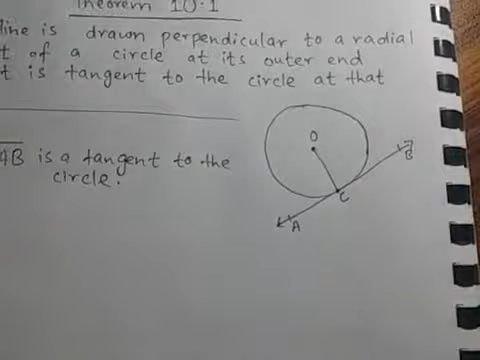 Theorem 10.1
line is drawn perpendicular to a radial
of a circle at its outer end
is tangent to the circle at that
AB is a tangent to the
circle.
O
B
C
A